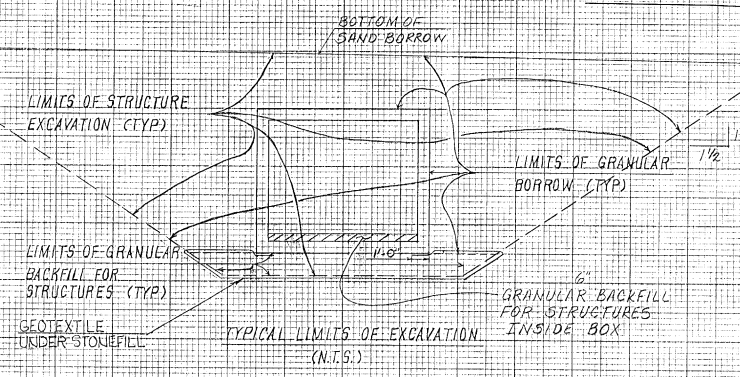 BOTTOM OF
SAND BORROW
LIMITS OF STRUCTURE
EXCAVATION (TYP)
1
1½
LIMITS OF GRANULAR
BORROW (TYP)
LIMITS OF GRANULAR
BACKFILL FOR
STRUCTURES (TYP)
1'-0"
6"
GRANULAR BACKFILL
FOR STRUCTURES
INSIDE BOX
GEOTEXTILE
UNDER STONEFILL
TYPICAL LIMITS OF EXCAVATION
(N.T.S.)